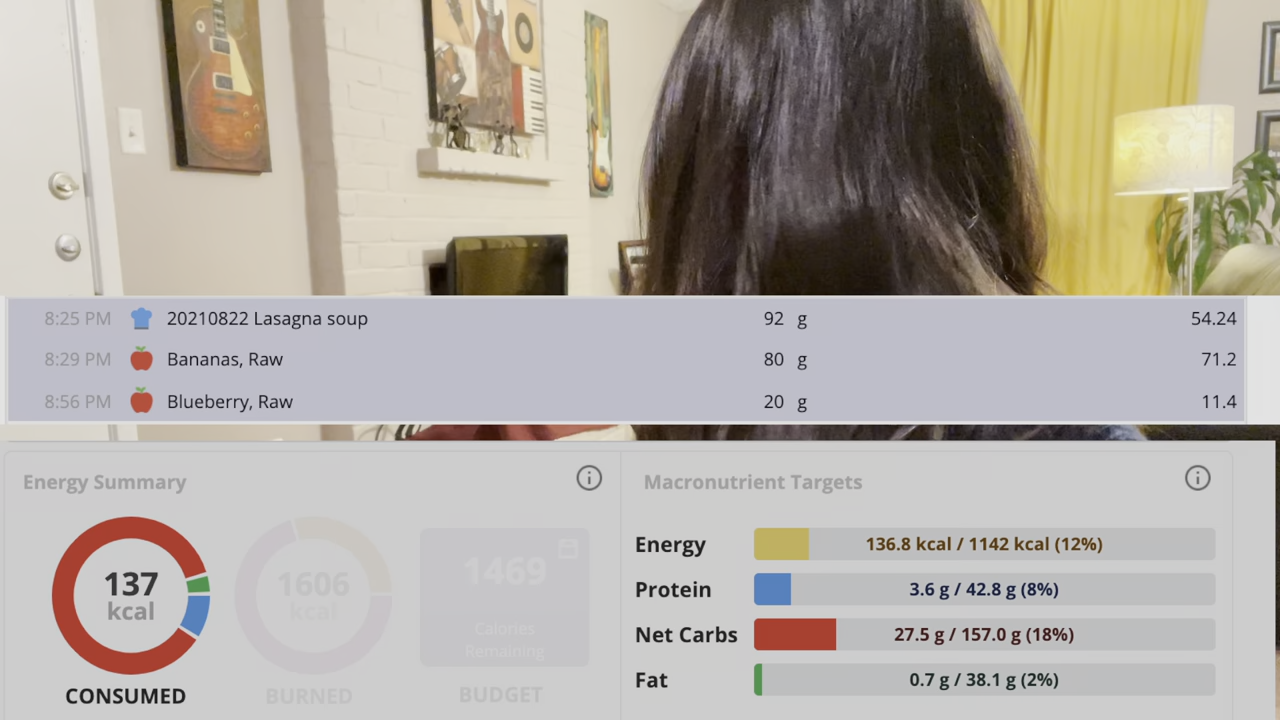 8:25 PM 20210822 Lasagna soup 92 g 54.24
8:29 PM Bananas, Raw 80 g 71.2
8:56 PM Blueberry, Raw 20 g 11.4
Energy Summary
137
kcal
CONSUMED
1606
kcal
BURNED
1469
Calories
Remaining
BUDGET
Macronutrient Targets
Energy 136.8 kcal / 1142 kcal (12%)
Protein 3.6 g / 42.8 g (8%)
Net Carbs 27.5 g / 157.0 g (18%)
Fat 0.7 g / 38.1 g (2%)